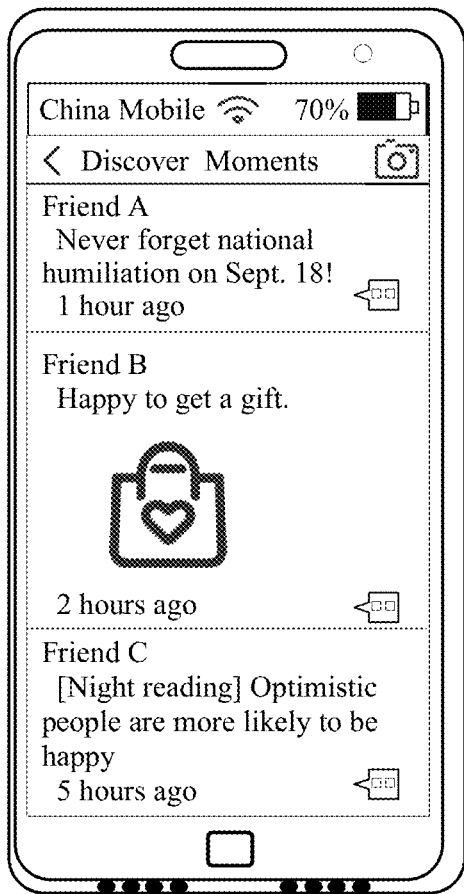 China Mobile 70%
< Discover Moments
Friend A
Never forget national
humiliation on Sept. 18!
1 hour ago
Friend B
Happy to get a gift.
2 hours ago
Friend C
[Night reading] Optimistic
people are more likely to be
happy
5 hours ago